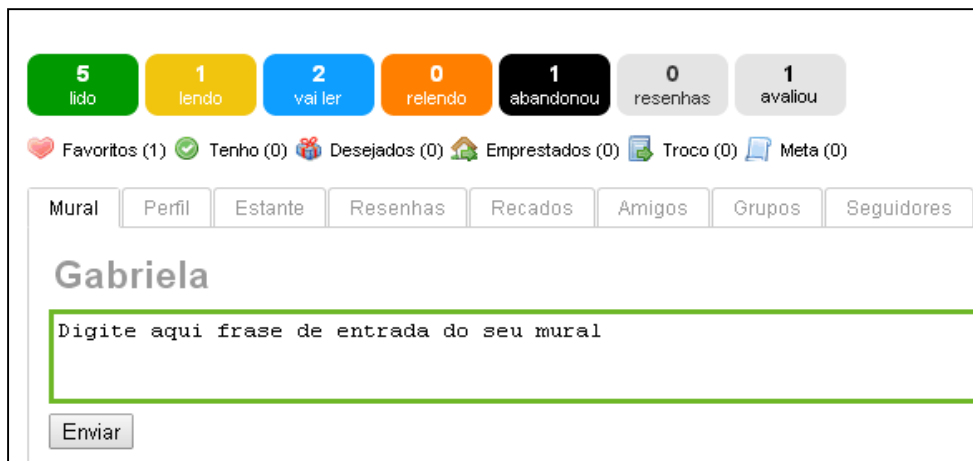 5 1 2 0 1 0 1
lido lendo vai ler relendo abandonou resenhas avaliou
Favoritos (1) Tenho (0) Desejados (0) Emprestados (0) Troco (0) Meta (0)
Mural Perfil Estante Resenhas Recados Amigos Grupos Seguidores
Gabriela
Digite aqui frase de entrada do seu mural
Enviar